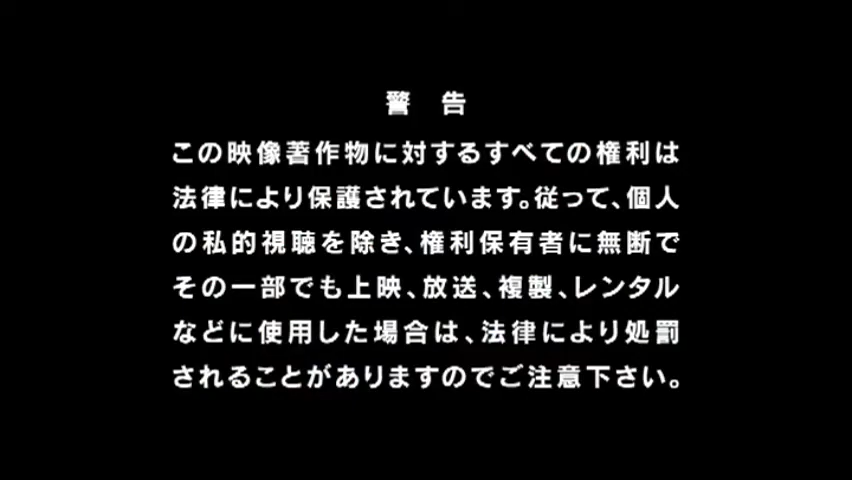 警 告
この映像著作物に対するすべての権利は
法律により保護されています。従って、個人
の私的視聴を除き、権利保有者に無断で
その一部でも上映、放送、複製、レンタル
などに使用した場合は、法律により処罰
されることがありますのでご注意下さい。